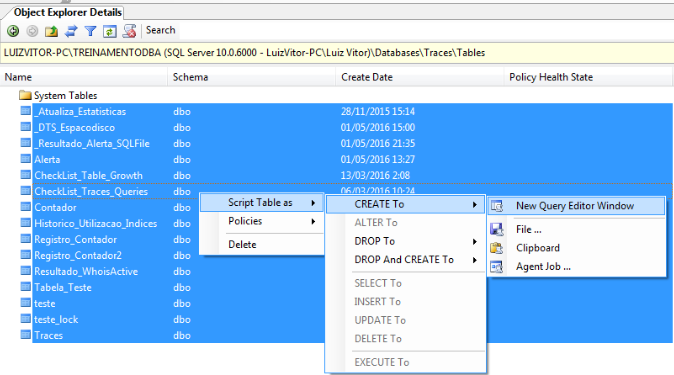 Object Explorer Details
Search
LUIZVITOR-PC\TREINAMENTODBA (SQL Server 10.0.6000 - LuizVitor-PC\Luiz Vitor)\Databases\Traces\Tables
Name Schema Create Date Policy Health State
System Tables
_Atualiza_Estatisticas dbo 28/11/2015 15:14
_DTS_Espacodisco dbo 01/05/2016 15:00
_Resultado_Alerta_SQLFile dbo 01/05/2016 21:35
Alerta dbo 01/05/2016 13:27
CheckList_Table_Growth dbo 13/03/2016 2:08
CheckList_Traces_Queries dbo 06/03/2016 10:24
Contador dbo
Historico_Utilizacao_Indices dbo
Registro_Contador dbo
Registro_Contador2 dbo
Resultado_WhoisActive dbo
Tabela_Teste dbo
teste dbo
teste_lock dbo
Traces dbo
Script Table as
Policies
Delete
CREATE To
ALTER To
DROP To
DROP And CREATE To
SELECT To
INSERT To
UPDATE To
DELETE To
EXECUTE To
New Query Editor Window
File ...
Clipboard
Agent Job ...